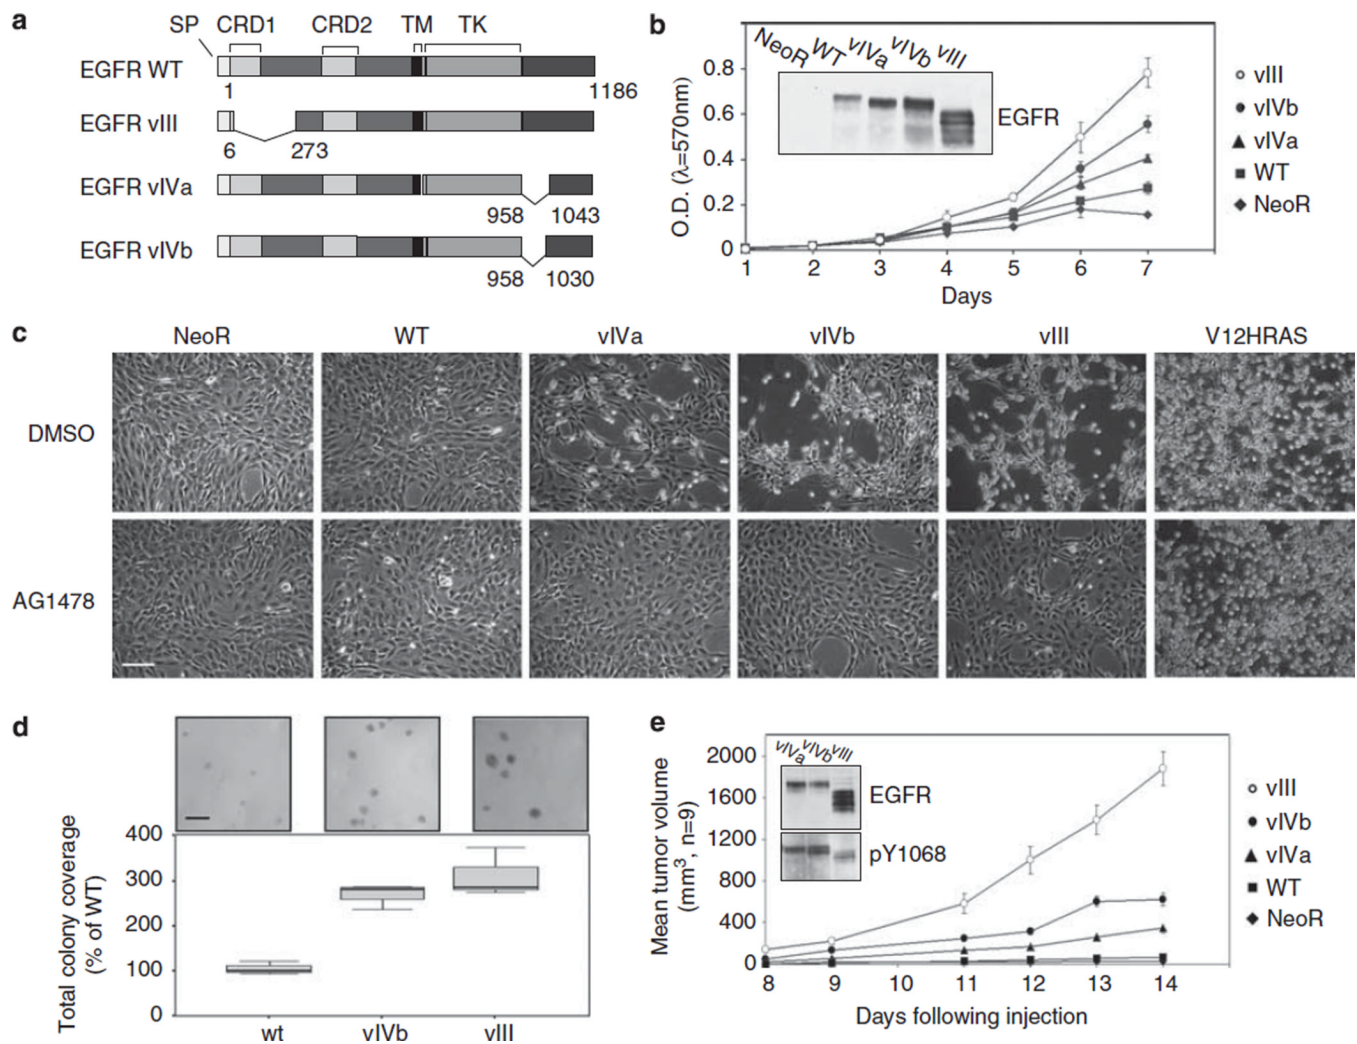 a
SP CRD1 CRD2 TM TK
EGFR WT
1 1186
EGFR vIII
6 273
EGFR vIVa
958 1043
EGFR vIVb
958 1030
b
NeoR WT vIVa vIVb vIII
EGFR
O.D. (λ=570nm)
0.8
0.6
0.4
0.2
0
1 2 3 4 5 6 7
Days
vIII
vIVb
vIVa
WT
NeoR
c
NeoR WT vIVa vIVb vIII V12HRAS
DMSO
AG1478
d
Total colony coverage
(% of WT)
400
300
200
100
0
wt vIVb vIII
e
vIVa vIVb vIII
EGFR
pY1068
Mean tumor volume
(mm³, n=9)
2000
1600
1200
800
400
0
8 9 10 11 12 13 14
Days following injection
vIII
vIVb
vIVa
WT
NeoR